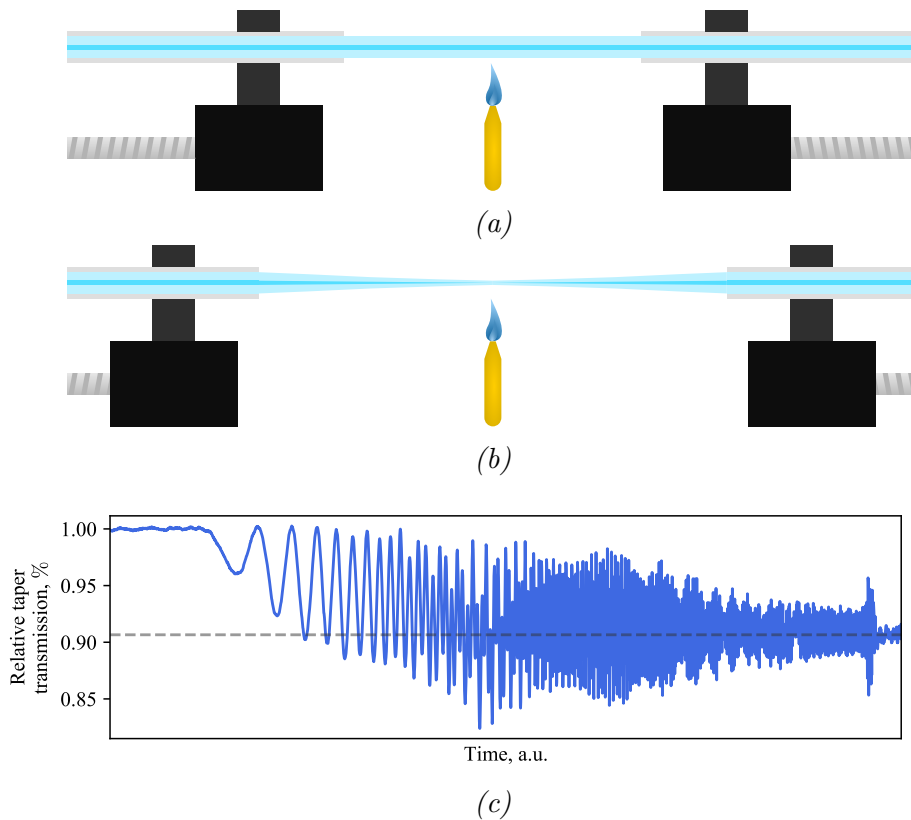 (a)
(b)
Relative taper
transmission, %
1.00
0.95
0.90
0.85
Time, a.u.
(c)